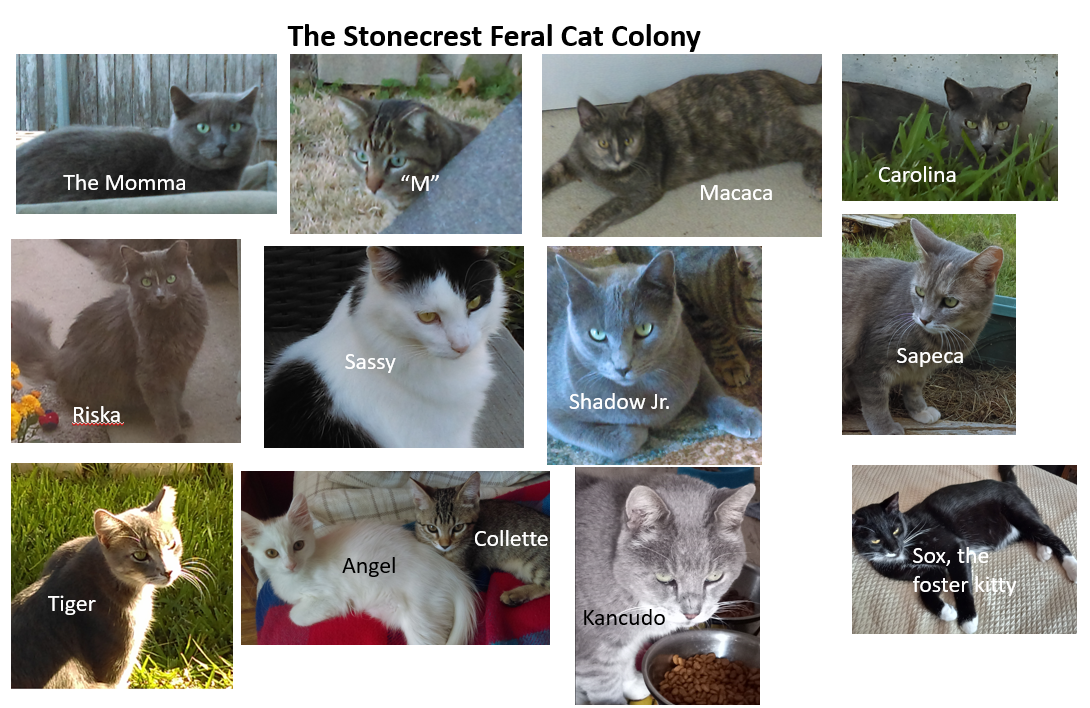 The Stonecrest Feral Cat Colony
The Momma
“M”
Macaca
Carolina
Riska
Sassy
Shadow Jr.
Sapeca
Tiger
Angel
Collette
Kancudo
Sox, the
foster kitty